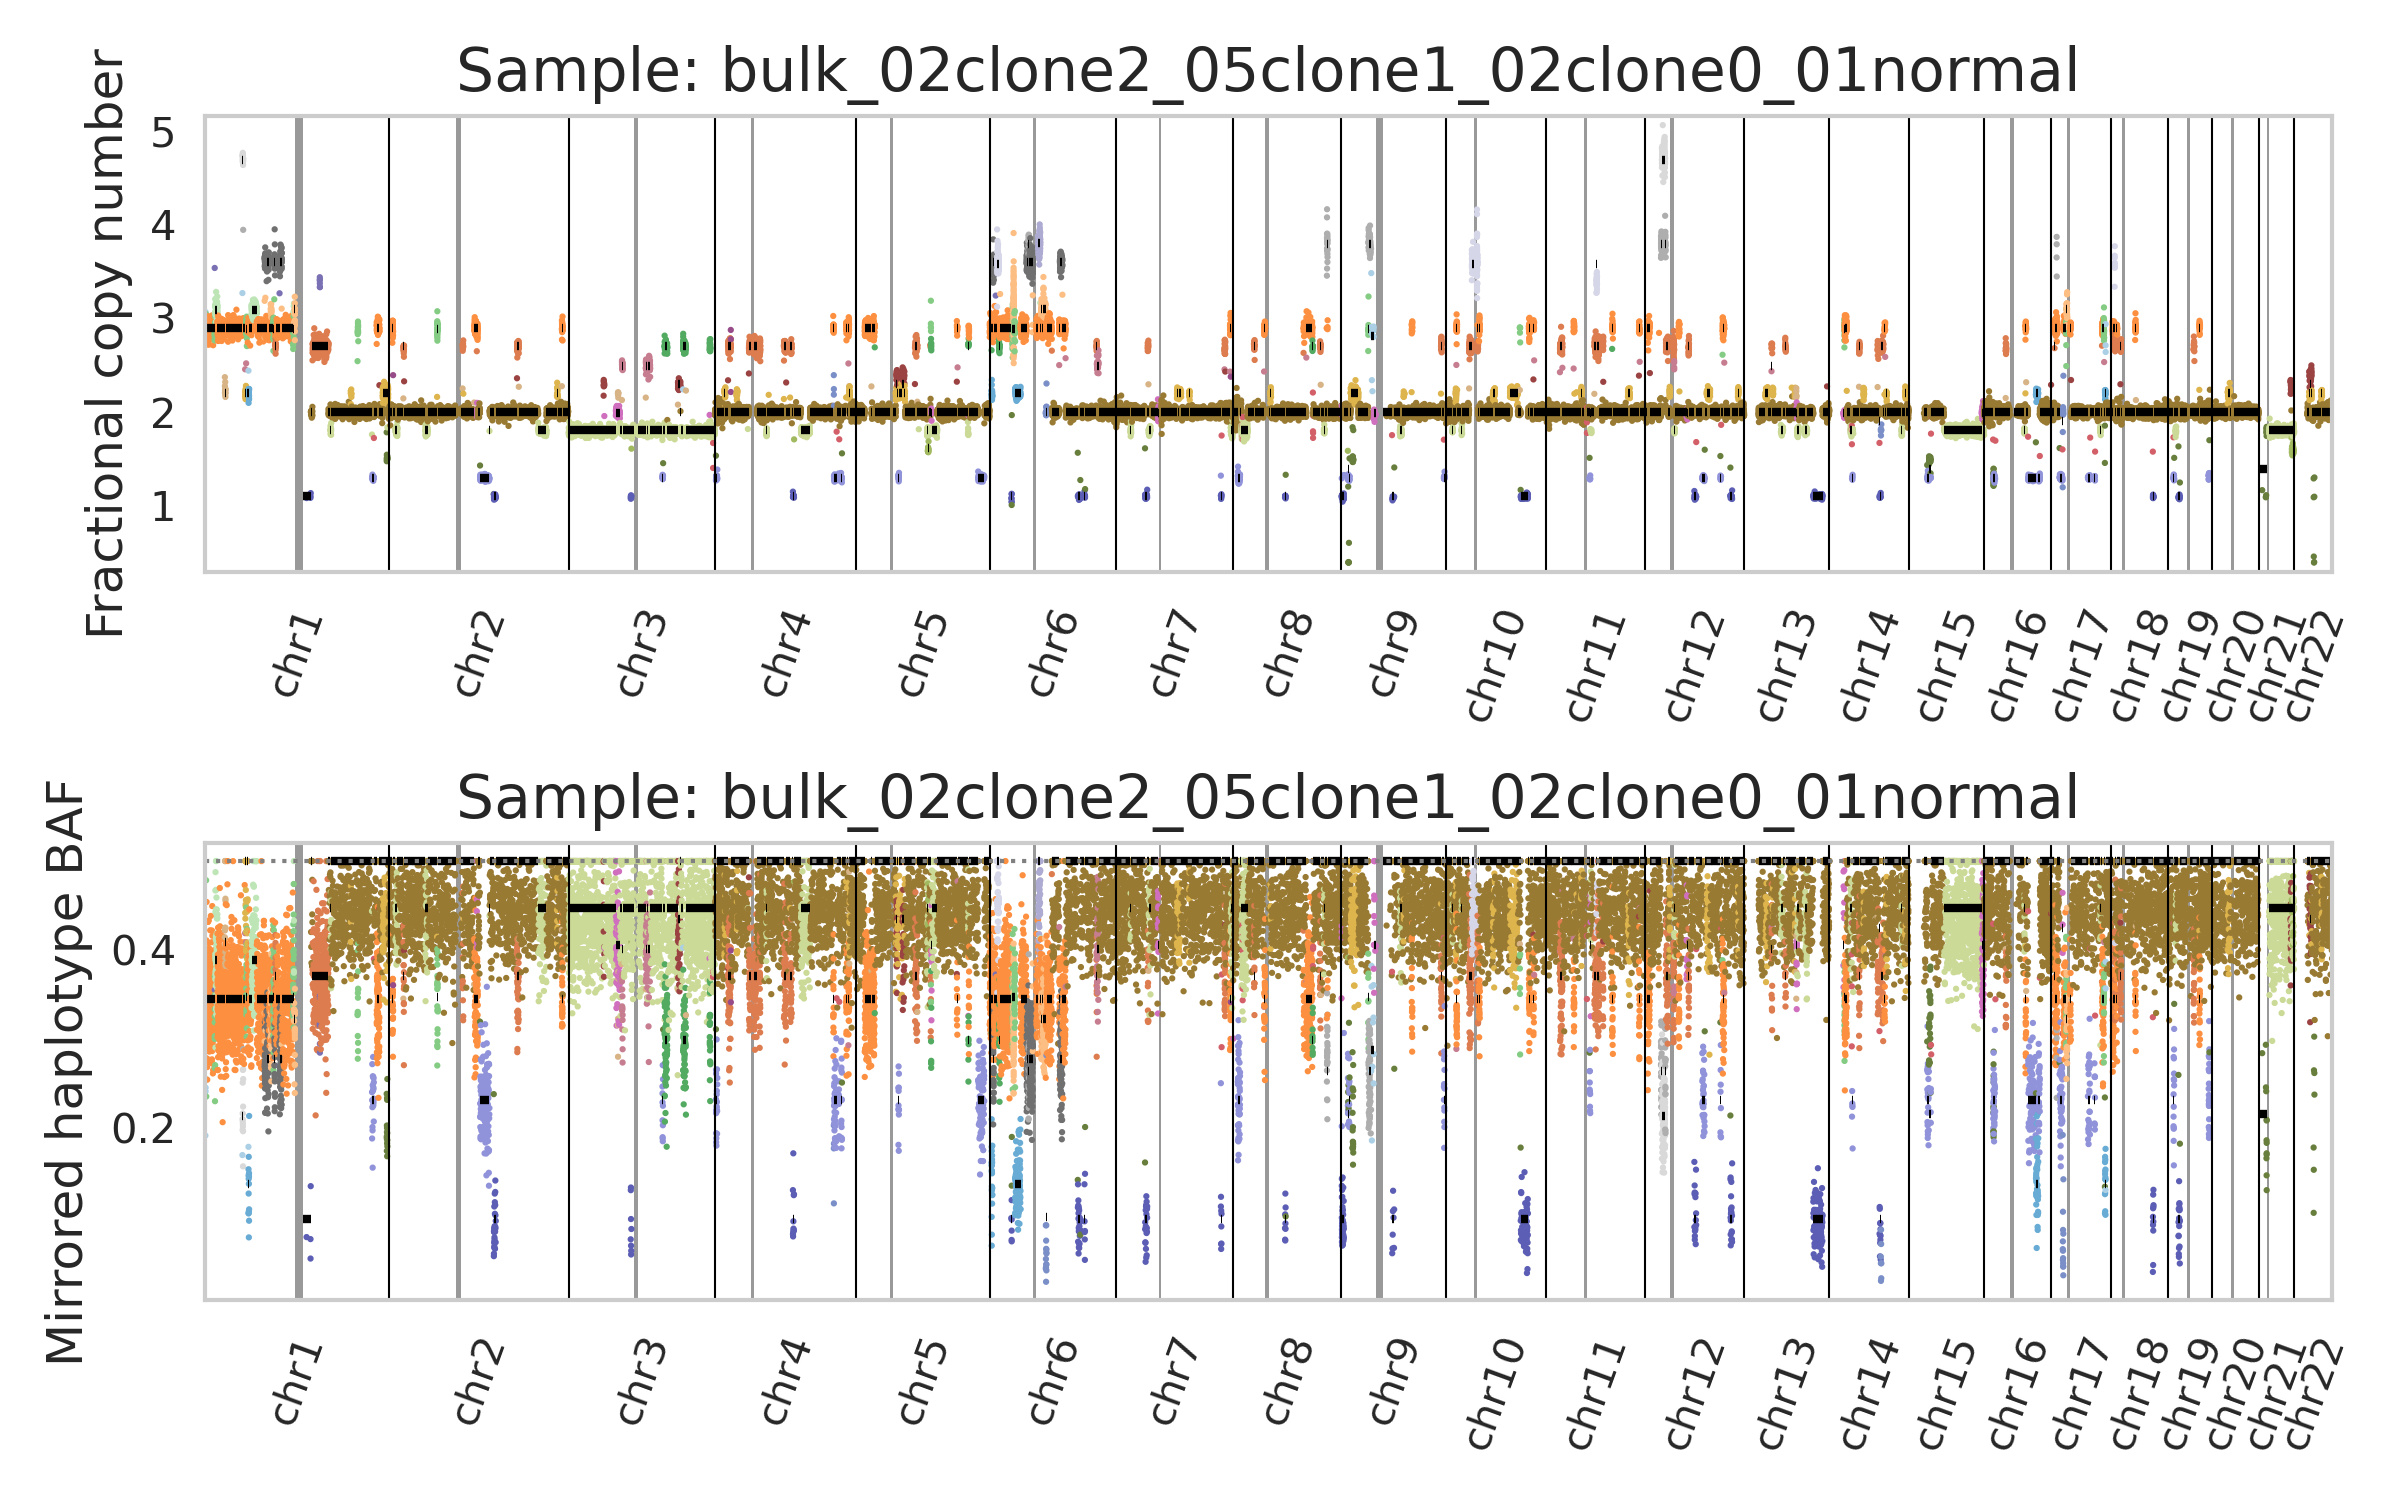 Sample: bulk_02clone2_05clone1_02clone0_01normal
Fractional copy number
5
4
3
2
1
chr1 chr2 chr3 chr4 chr5 chr6 chr7 chr8 chr9 chr10 chr11 chr12 chr13 chr14 chr15 chr16 chr17 chr18 chr19 chr20 chr21 chr22
Sample: bulk_02clone2_05clone1_02clone0_01normal
Mirrored haplotype BAF
0.4
0.2
chr1 chr2 chr3 chr4 chr5 chr6 chr7 chr8 chr9 chr10 chr11 chr12 chr13 chr14 chr15 chr16 chr17 chr18 chr19 chr20 chr21 chr22